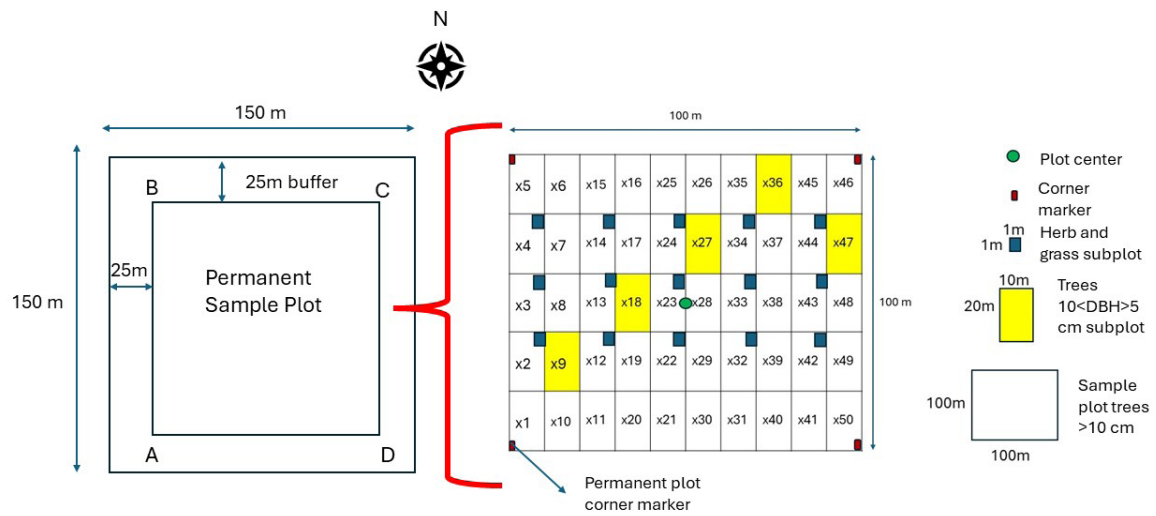 N
150 m
150 m
25m buffer
25m
B
C
Permanent
Sample Plot
A
D
100 m
100 m
x5 x6 x15 x16 x25 x26 x35 x36 x45 x46
x4 x7 x14 x17 x24 x27 x34 x37 x44 x47
x3 x8 x13 x18 x23 x28 x33 x38 x43 x48
x2 x9 x12 x19 x22 x29 x32 x39 x42 x49
x1 x10 x11 x20 x21 x30 x31 x40 x41 x50
Permanent plot
corner marker
Plot center
Corner
marker
1m
1m
Herb and
grass subplot
10m
20m
Trees
10<DBH>5
cm subplot
100m
100m
Sample
plot trees
>10 cm